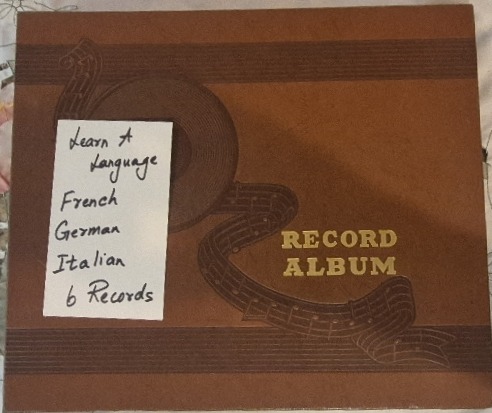 Learn A
Language
French
German
Italian
6 Records
RECORD
ALBUM